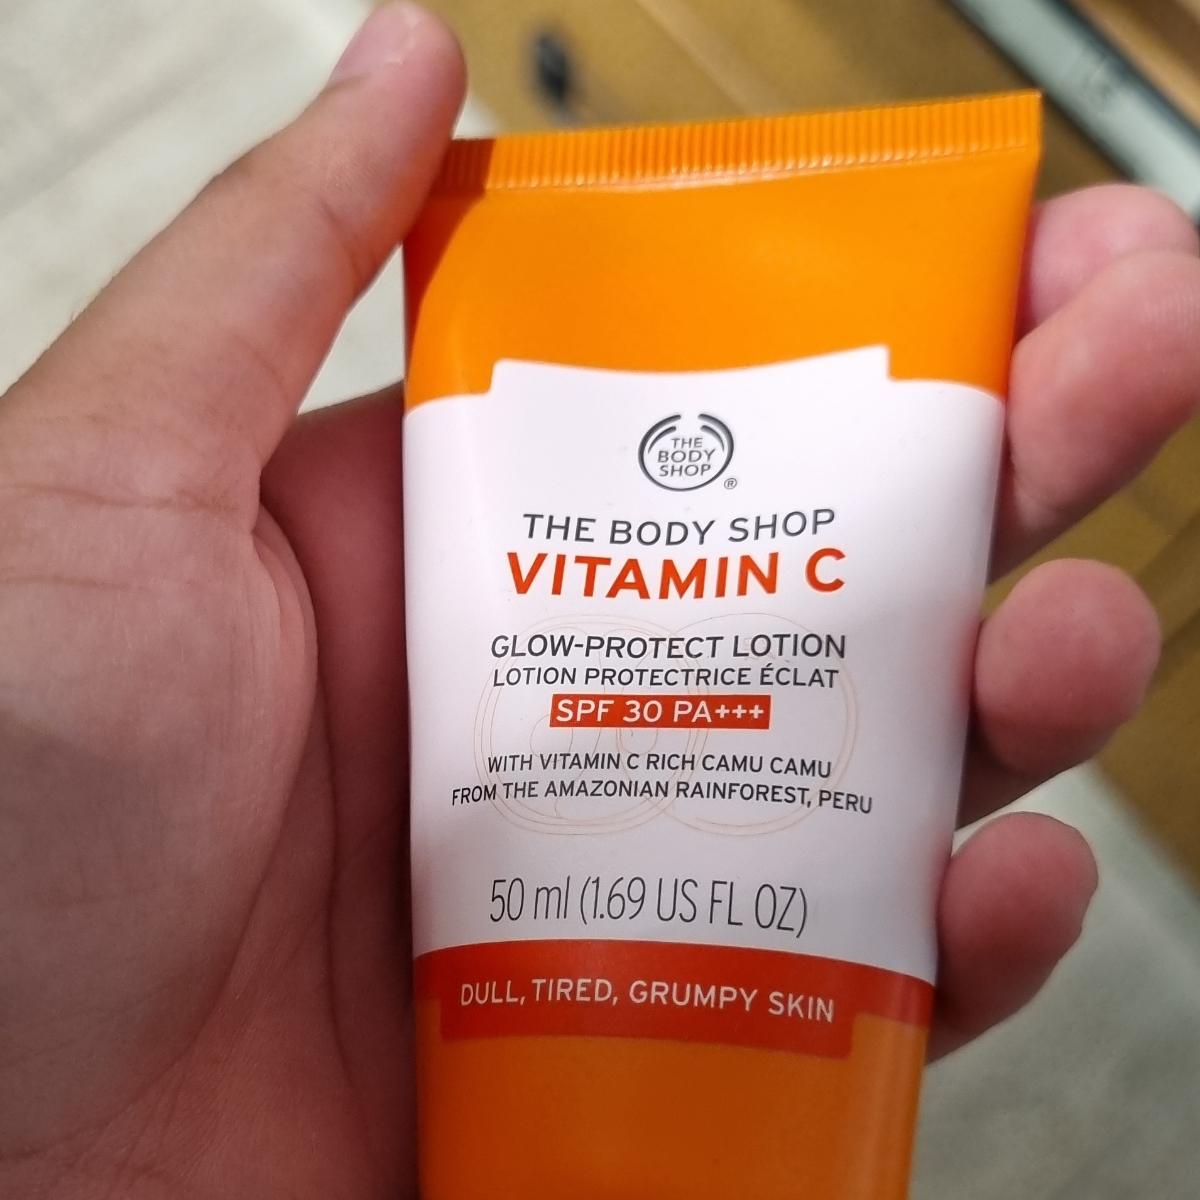 THE
BODY
SHOP
®
THE BODY SHOP
VITAMIN C
GLOW-PROTECT LOTION
LOTION PROTECTRICE ÉCLAT
SPF 30 PA+++
WITH VITAMIN C RICH CAMU CAMU
FROM THE AMAZONIAN RAINFOREST, PERU
50 ml (1.69 US FL OZ)
DULL, TIRED, GRUMPY SKIN